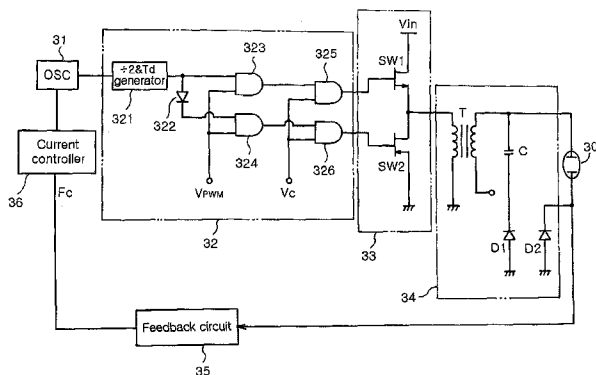 31
OSC
÷2&Td
generator
321
322
323
324
325
326
VPWM
VC
32
Vin
SW1
SW2
33
T
C
D1
D2
34
30
Current
controller
36
Fc
Feedback circuit
35